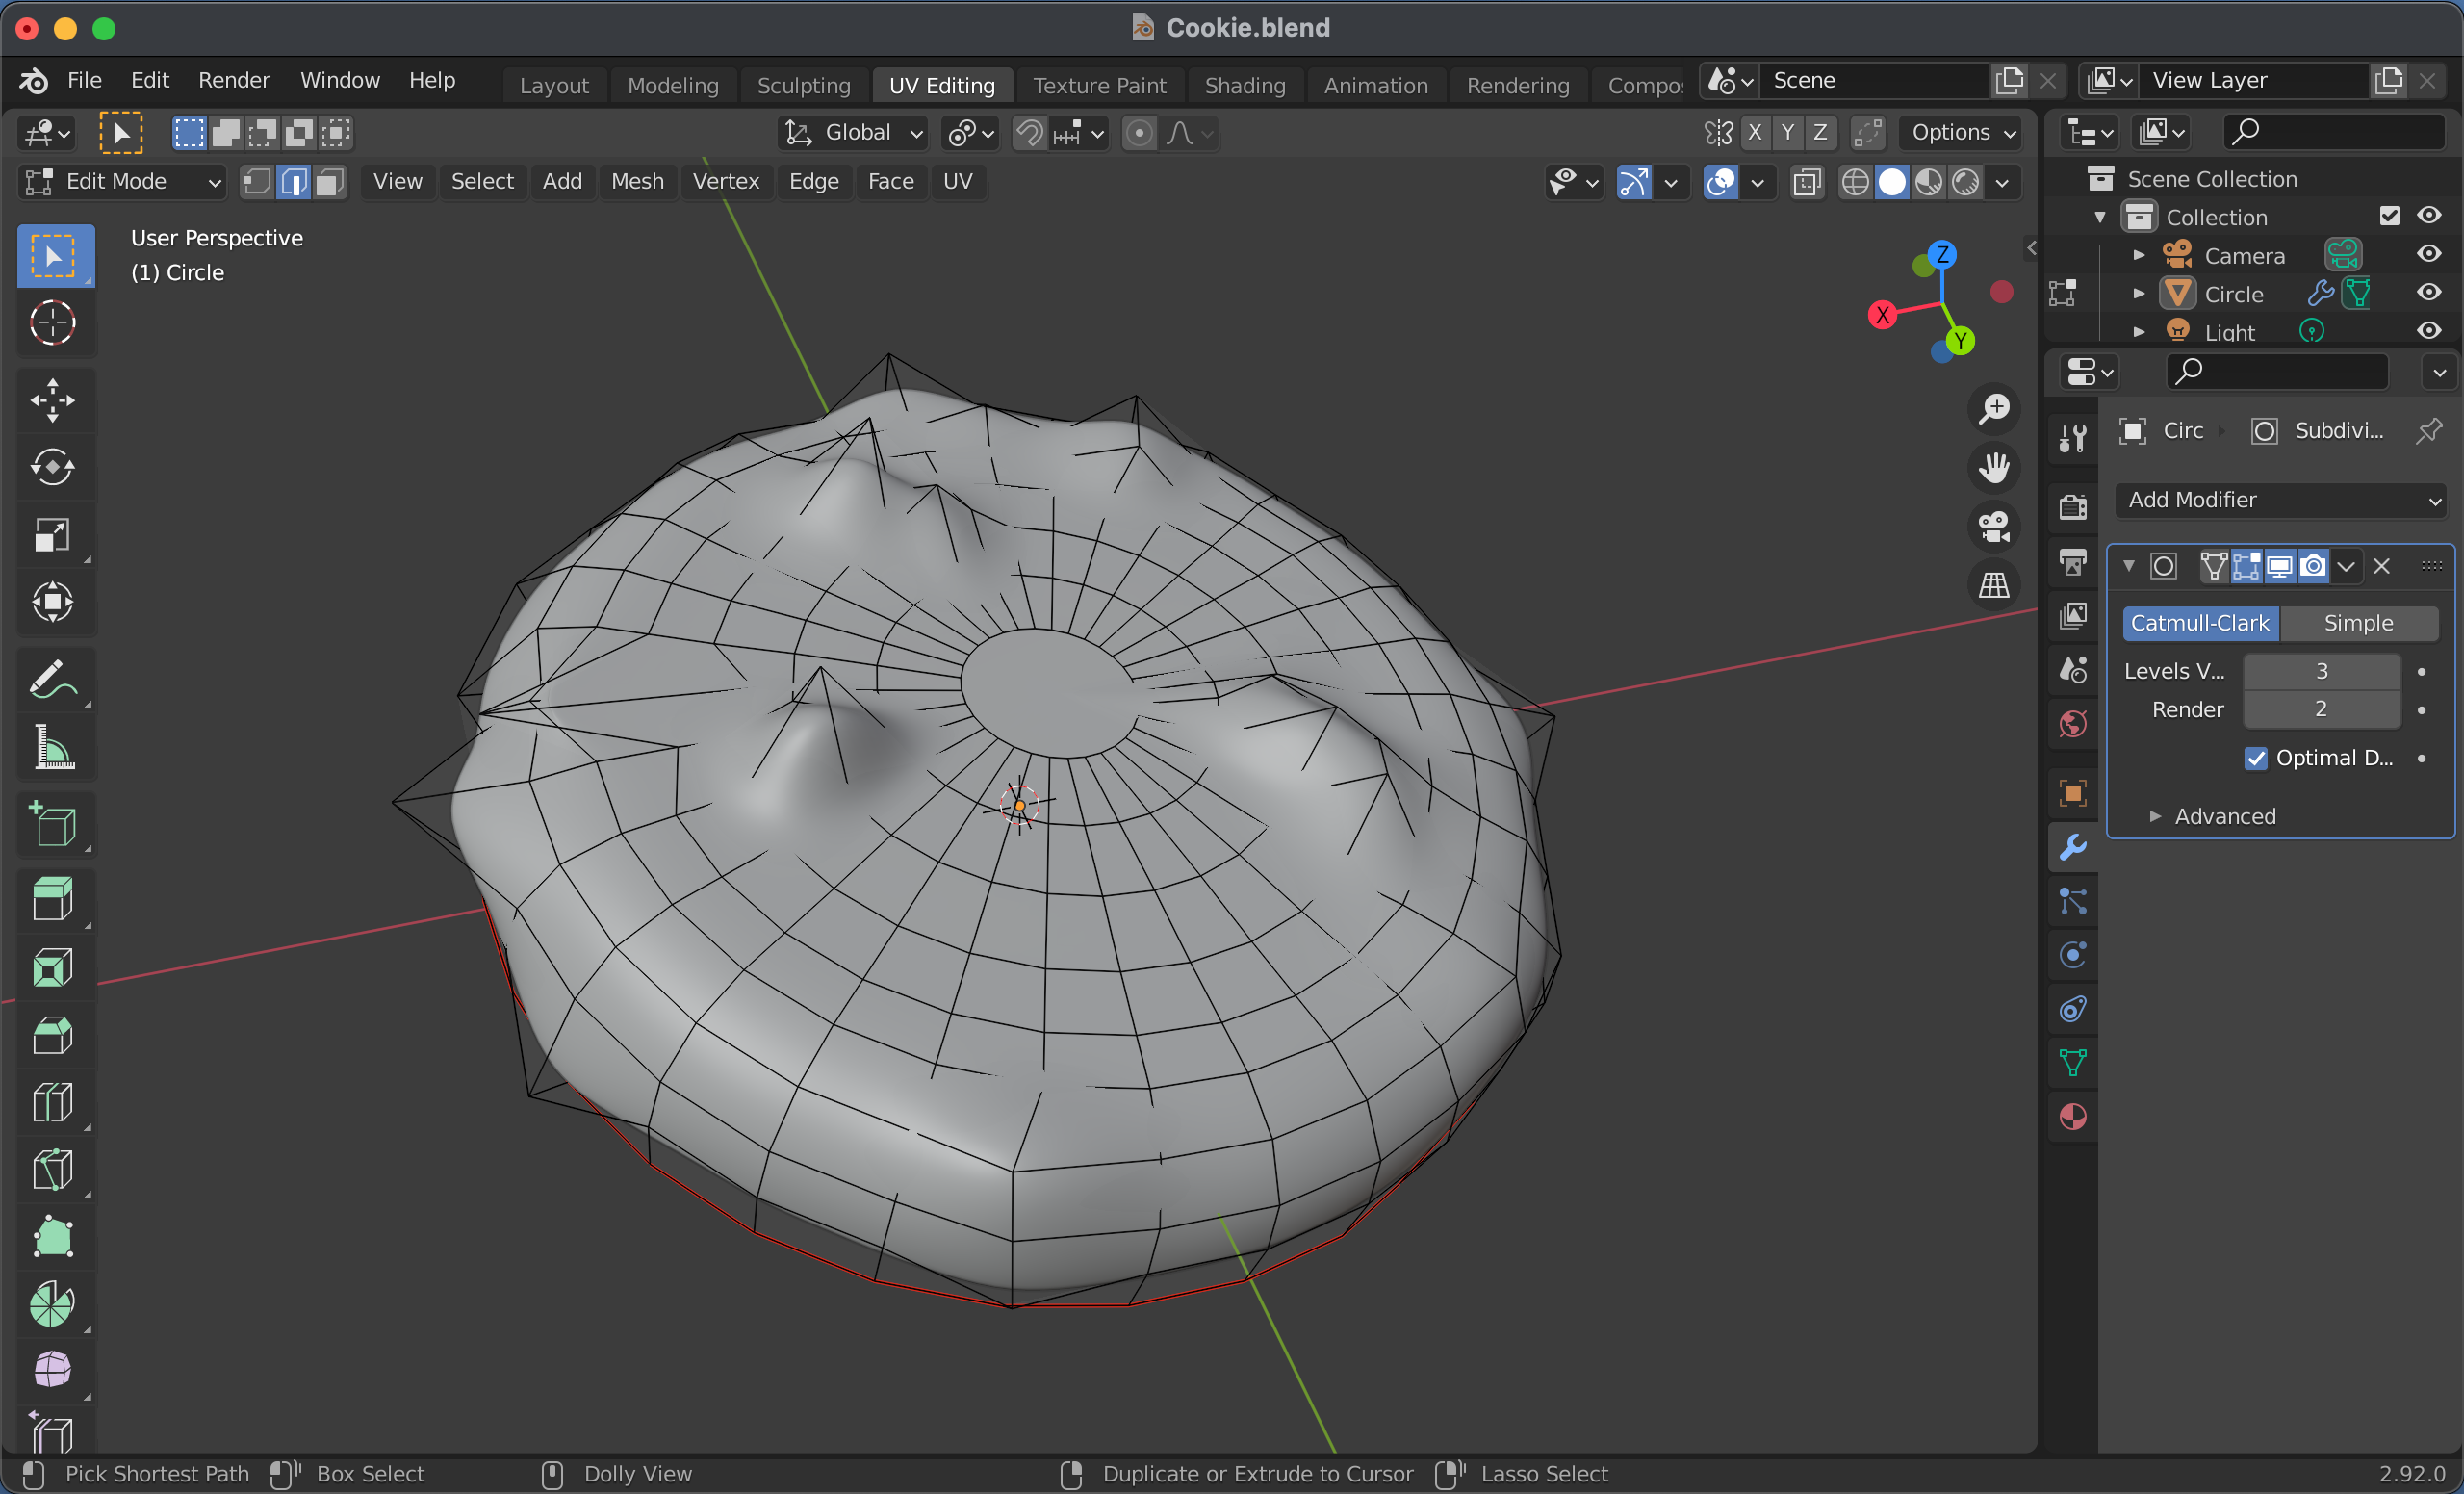 Cookie.blend
File Edit Render Window Help Layout Modeling Sculpting UV Editing Texture Paint Shading Animation Rendering Compo Scene View Layer
Global X Y Z Options
Edit Mode View Select Add Mesh Vertex Edge Face UV
User Perspective
(1) Circle
Z
X
Y
Scene Collection
Collection
Camera
Circle
Light
Circ Subdivi...
Add Modifier
Catmull-Clark Simple
Levels V... 3
Render 2
Optimal D...
Advanced
Pick Shortest Path Box Select Dolly View Duplicate or Extrude to Cursor Lasso Select 2.92.0